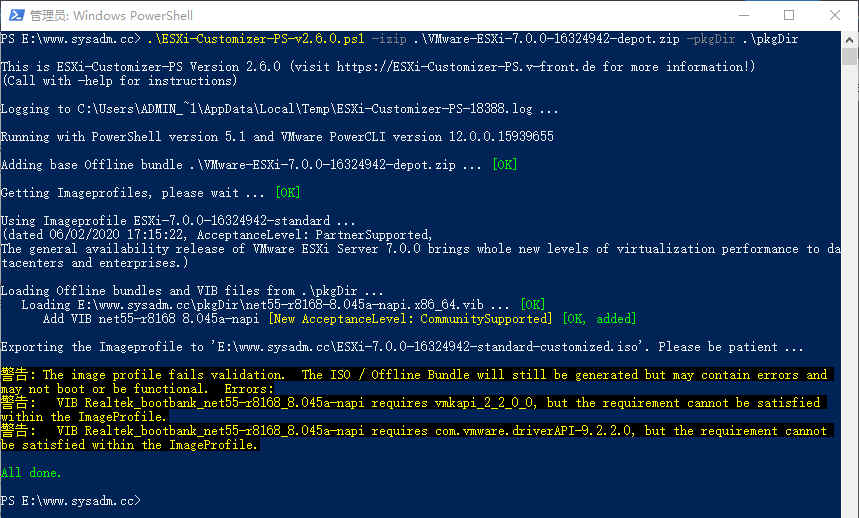 管理员: Windows PowerShell
PS E:\www.sysadm.cc> .\ESXi-Customizer-PS-v2.6.0.ps1 -izip .\VMware-ESXi-7.0.0-16324942-depot.zip -pkgDir .\pkgDir
This is ESXi-Customizer-PS Version 2.6.0 (visit https://ESXi-Customizer-PS.v-front.de for more information!)
(Call with -help for instructions)
Logging to C:\Users\ADMIN_~1\AppData\Local\Temp\ESXi-Customizer-PS-18388.log ...
Running with PowerShell version 5.1 and VMware PowerCLI version 12.0.0.15939655
Adding base Offline bundle .\VMware-ESXi-7.0.0-16324942-depot.zip ... [OK]
Getting Imageprofiles, please wait ... [OK]
Using Imageprofile ESXi-7.0.0-16324942-standard ...
(dated 06/02/2020 17:15:22, AcceptanceLevel: PartnerSupported,
The general availability release of VMware ESXi Server 7.0.0 brings whole new levels of virtualization performance to da
tacenters and enterprises.)
Loading Offline bundles and VIB files from .\pkgDir ...
Loading E:\www.sysadm.cc\pkgDir\net55-r8168-8.045a-napi.x86_64.vib ... [OK]
Add VIB net55-r8168 8.045a-napi [New AcceptanceLevel: CommunitySupported] [OK, added]
Exporting the Imageprofile to 'E:\www.sysadm.cc\ESXi-7.0.0-16324942-standard-customized.iso'. Please be patient ...
警告: The image profile fails validation.  The ISO / Offline Bundle will still be generated but may contain errors and
may not boot or be functional.  Errors:
警告:   VIB Realtek_bootbank_net55-r8168_8.045a-napi requires vmkapi_2_2_0_0, but the requirement cannot be satisfied
within the ImageProfile.
警告:   VIB Realtek_bootbank_net55-r8168_8.045a-napi requires com.vmware.driverAPI-9.2.2.0, but the requirement cannot
be satisfied within the ImageProfile.
All done.
PS E:\www.sysadm.cc>